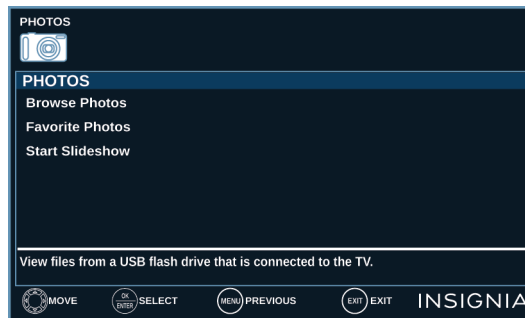 PHOTOS
PHOTOS
Browse Photos
Favorite Photos
Start Slideshow
View files from a USB flash drive that is connected to the TV.
MOVE OK ENTER SELECT MENU PREVIOUS EXIT EXIT INSIGNIA